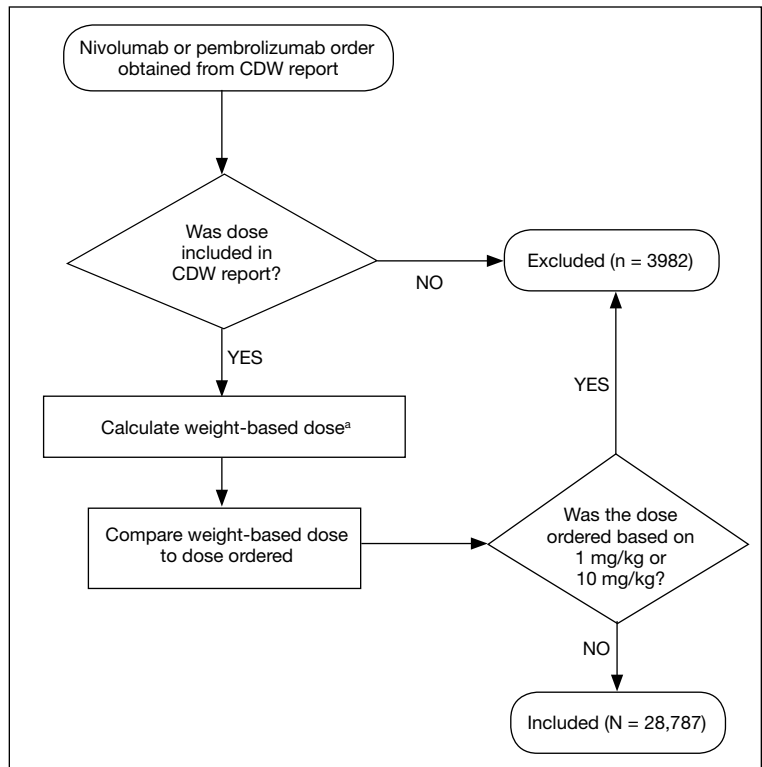 Nivolumab or pembrolizumab order
obtained from CDW report
Was dose
included in
CDW report?
NO
Excluded (n = 3982)
YES
YES
Calculate weight-based doseᵃ
Compare weight-based dose
to dose ordered
Was the dose
ordered based on
1 mg/kg or
10 mg/kg?
NO
Included (N = 28,787)